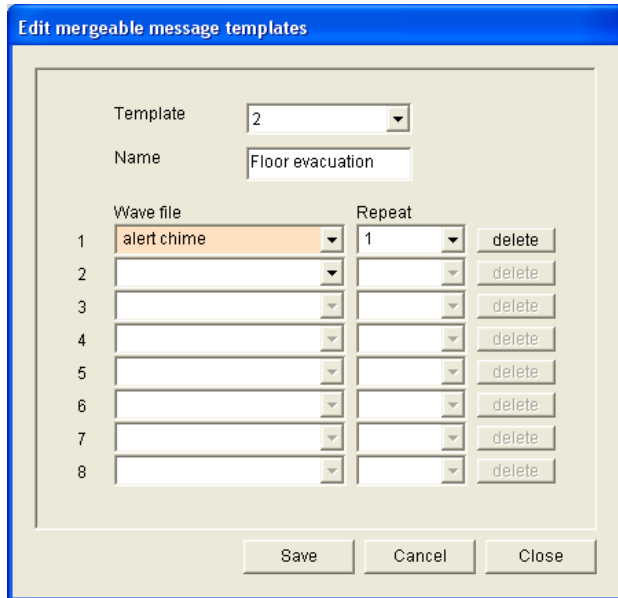 Edit mergeable message templates
Template 2
Name Floor evacuation
Wave file Repeat
1 alert chime 1 delete
2 delete
3 delete
4 delete
5 delete
6 delete
7 delete
8 delete
Save Cancel Close